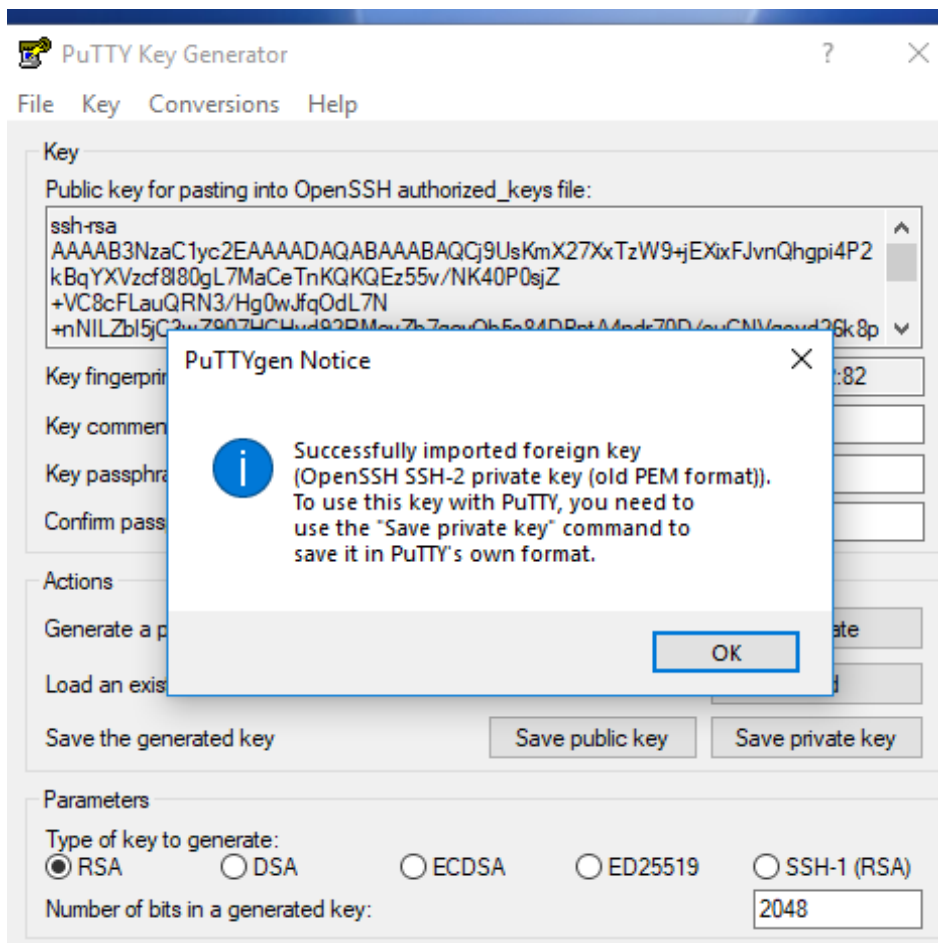 PuTTY Key Generator
File Key Conversions Help
Key
Public key for pasting into OpenSSH authorized_keys file:
ssh-rsa
AAAAB3NzaC1yc2EAAAADAQABAAABAQCj9UsKmX27XxTzW9+jEXixFJvnQhgpi4P2
kBqYXVzcf8I80gL7MaCeTnKQKQEz55v/NK40P0sjZ
+VC8cFLauQRN3/Hg0wJfqOdL7N
Key fingerprin :82
Key commen
Key passphra
Confirm pass
PuTTYgen Notice
Successfully imported foreign key
(OpenSSH SSH-2 private key (old PEM format)).
To use this key with PuTTY, you need to
use the "Save private key" command to
save it in PuTTY's own format.
OK
Actions
Generate a p ate
Load an exis
Save the generated key Save public key Save private key
Parameters
Type of key to generate:
RSA DSA ECDSA ED25519 SSH-1 (RSA)
Number of bits in a generated key: 2048